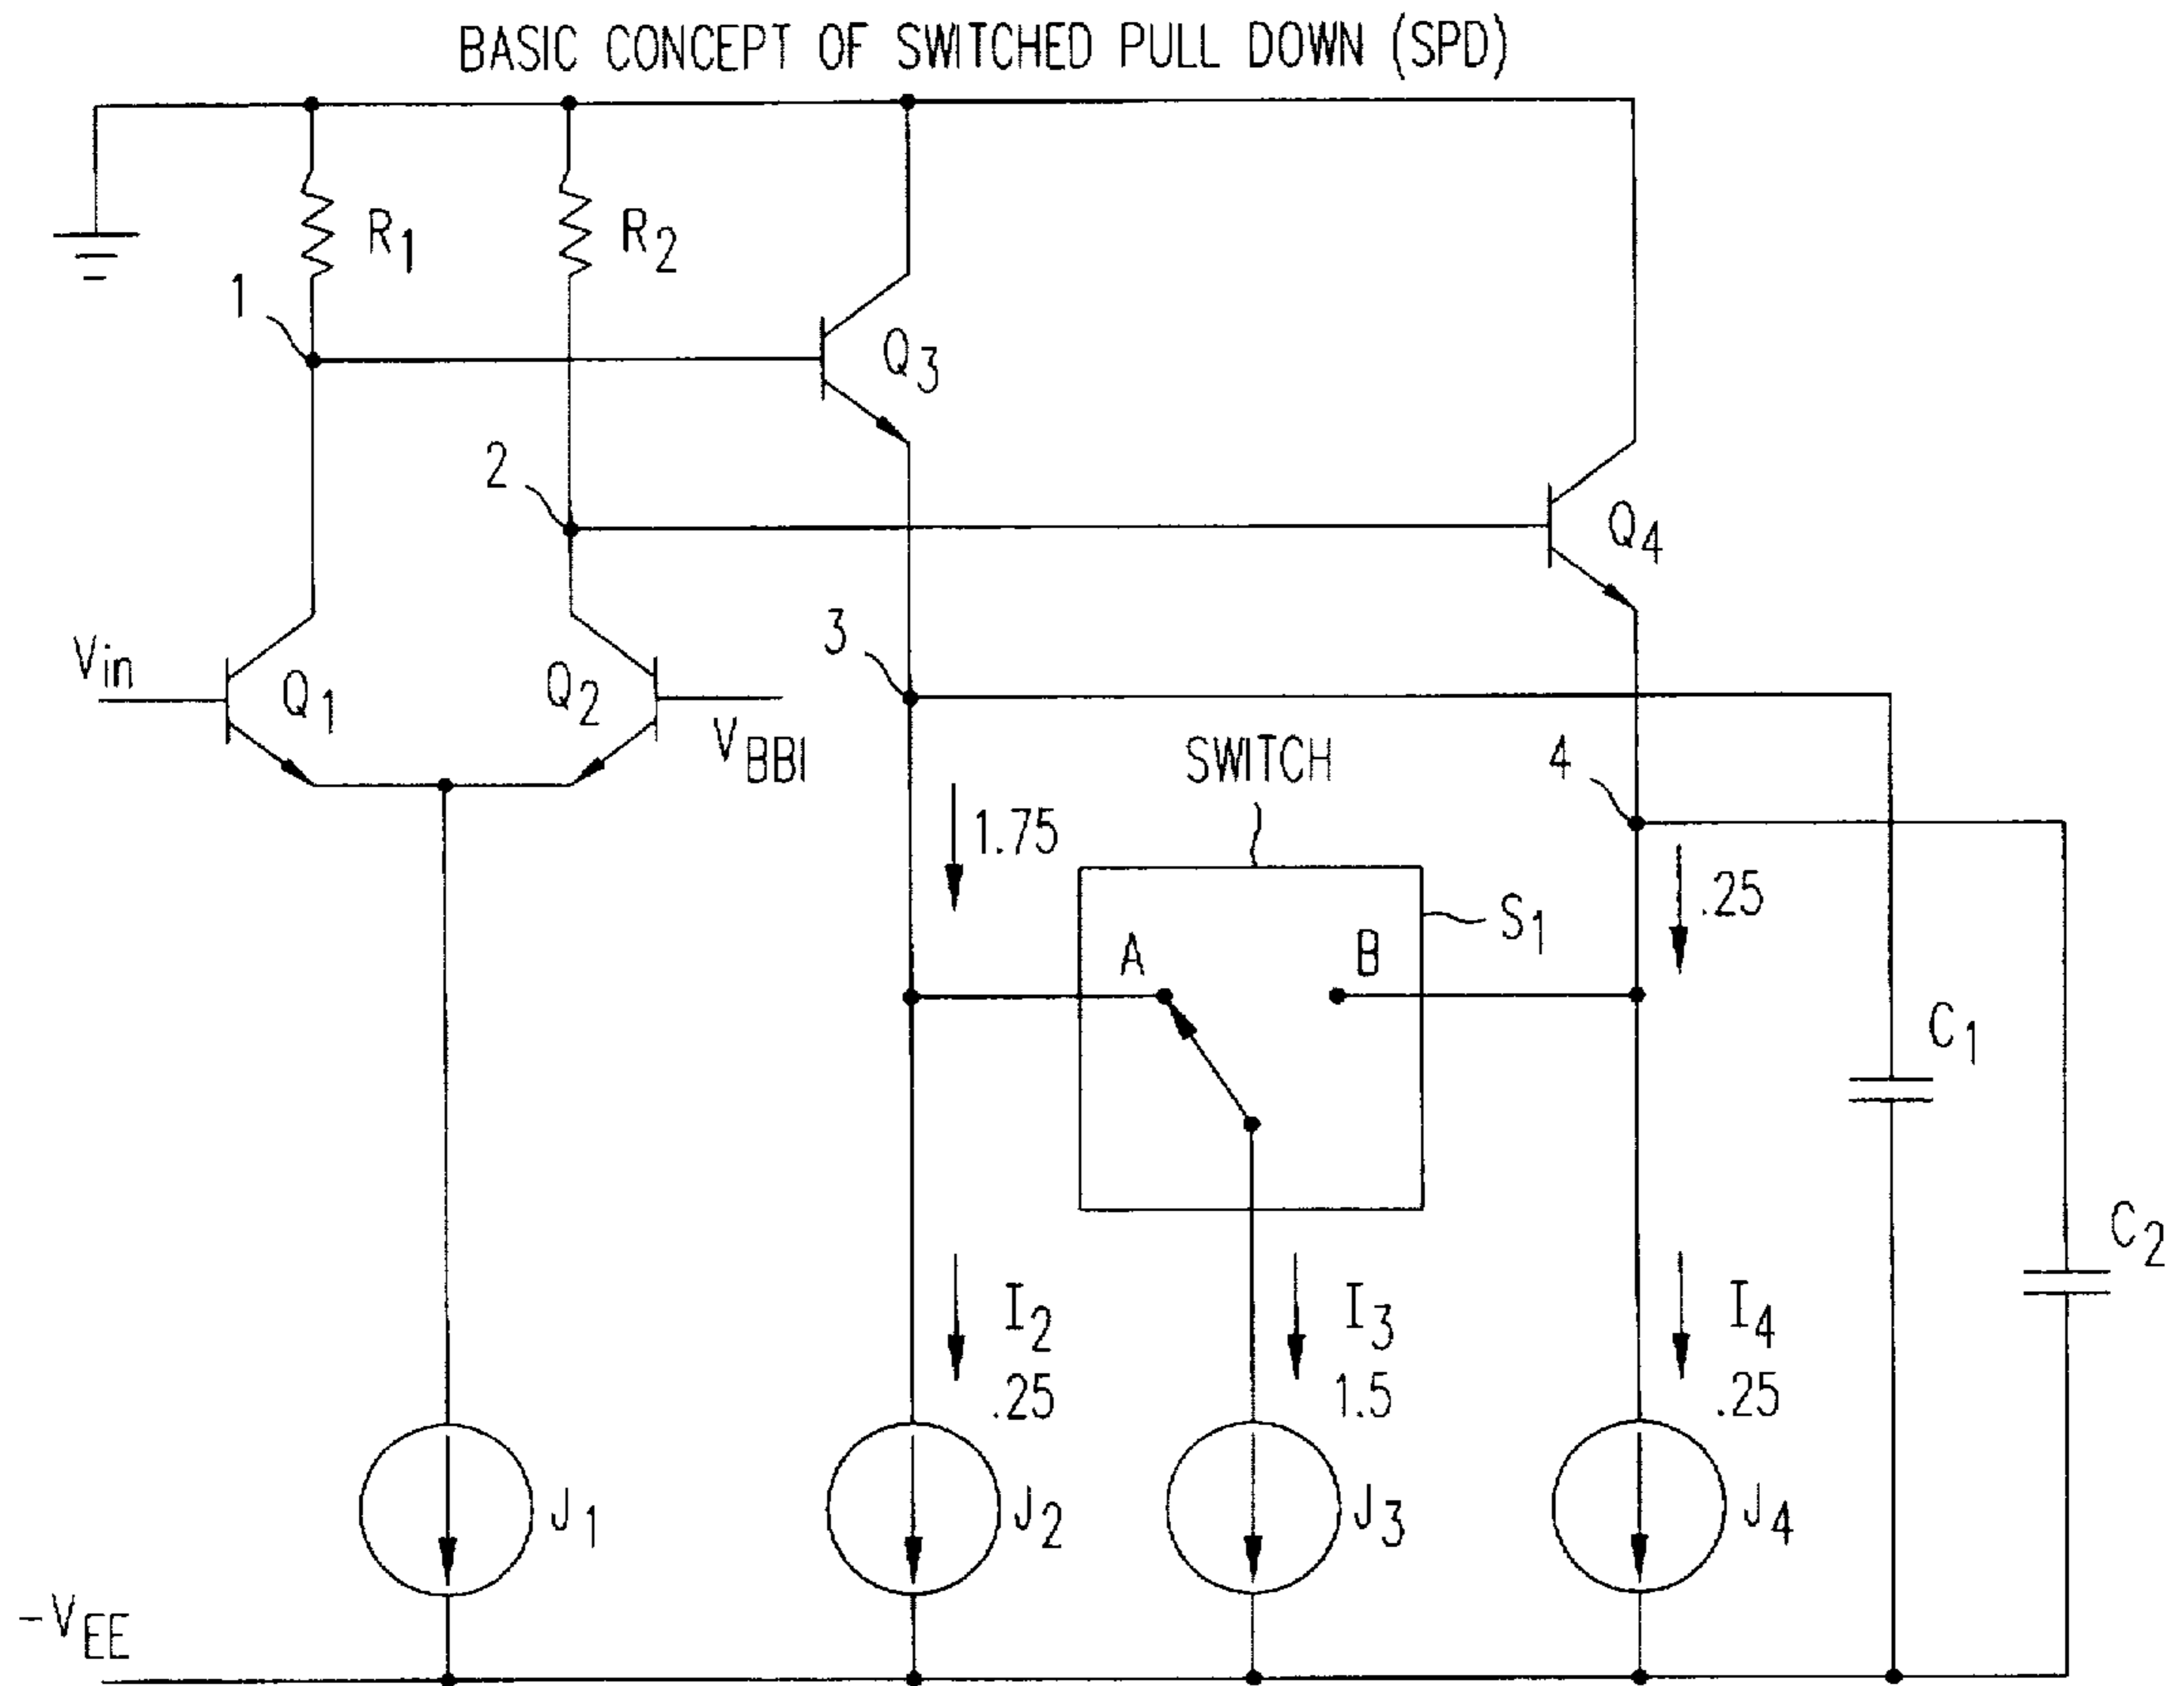 BASIC CONCEPT OF SWITCHED PULL DOWN (SPD)
R1
R2
1
Q3
2
Q4
3
Vin
Q1
Q2
VBBI
SWITCH
4
1.75
.25
S1
A
B
C1
C2
I2
I3
I4
.25
1.5
.25
J1
J2
J3
J4
-VEE